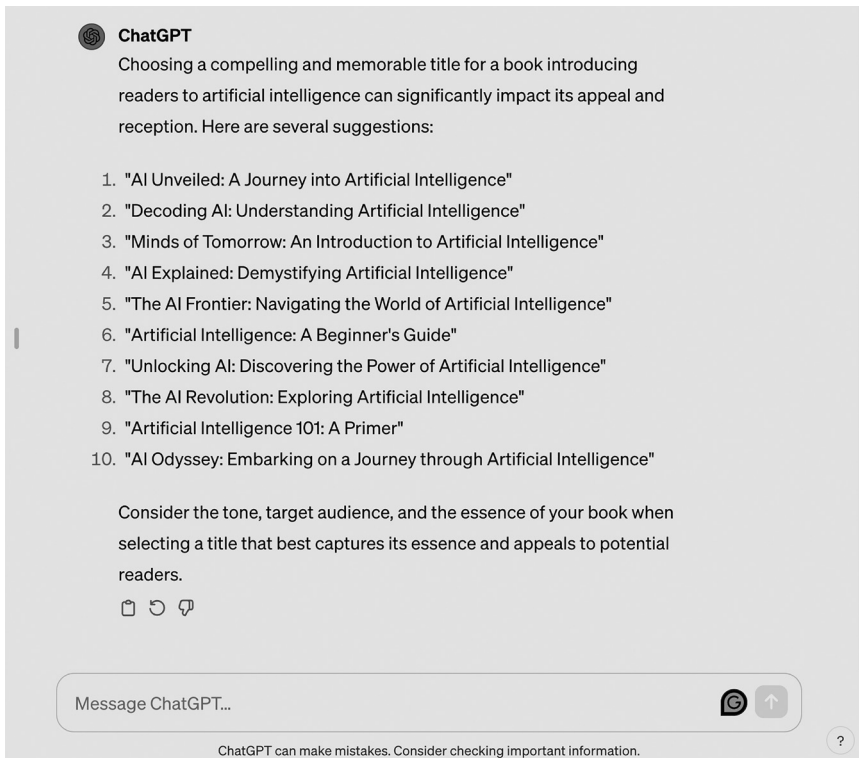 ChatGPT
Choosing a compelling and memorable title for a book introducing
readers to artificial intelligence can significantly impact its appeal and
reception. Here are several suggestions:
1. "AI Unveiled: A Journey into Artificial Intelligence"
2. "Decoding AI: Understanding Artificial Intelligence"
3. "Minds of Tomorrow: An Introduction to Artificial Intelligence"
4. "AI Explained: Demystifying Artificial Intelligence"
5. "The AI Frontier: Navigating the World of Artificial Intelligence"
6. "Artificial Intelligence: A Beginner's Guide"
7. "Unlocking AI: Discovering the Power of Artificial Intelligence"
8. "The AI Revolution: Exploring Artificial Intelligence"
9. "Artificial Intelligence 101: A Primer"
10. "AI Odyssey: Embarking on a Journey through Artificial Intelligence"
Consider the tone, target audience, and the essence of your book when
selecting a title that best captures its essence and appeals to potential
readers.
Message ChatGPT...
?
ChatGPT can make mistakes. Consider checking important information.